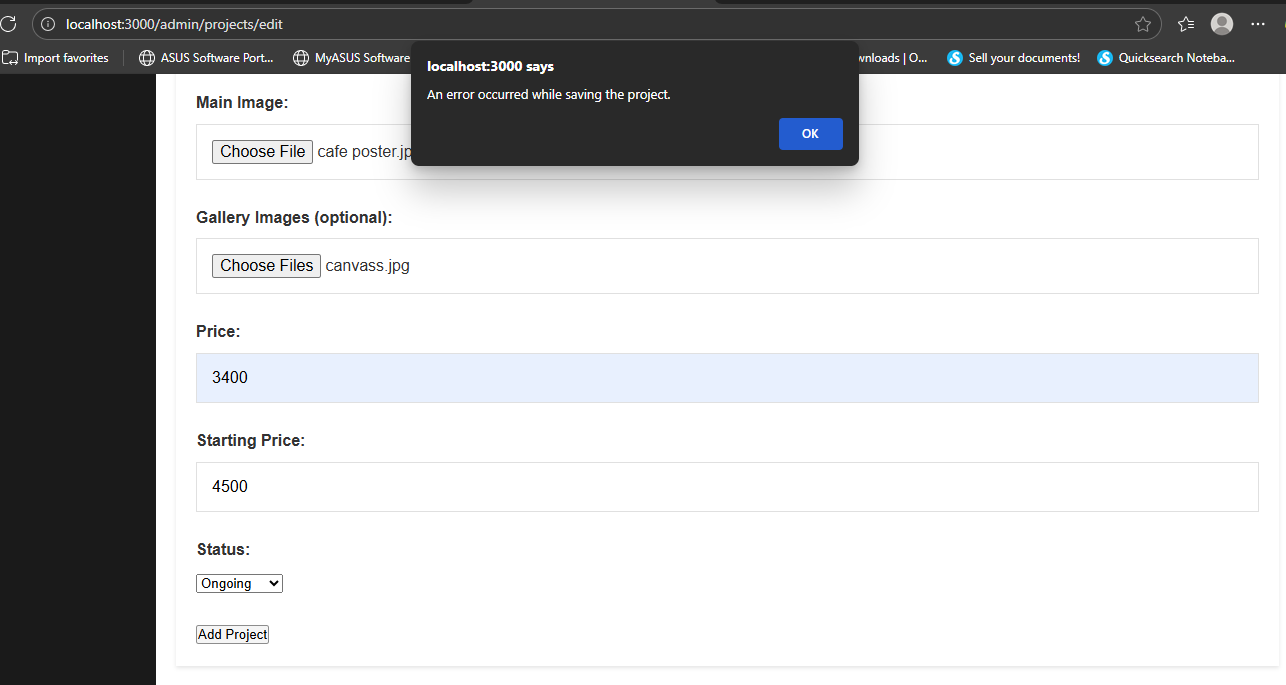 localhost:3000/admin/projects/edit
Import favorites
ASUS Software Port...
MyASUS Software
wnloads | O...
Sell your documents!
Quicksearch Noteba...
localhost:3000 says
An error occurred while saving the project.
OK
Main Image:
Choose File cafe poster.jp
Gallery Images (optional):
Choose Files canvass.jpg
Price:
3400
Starting Price:
4500
Status:
Ongoing
Add Project